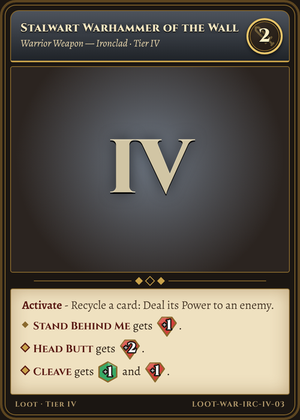 Stalwart Warhammer of the Wall
2
Warrior Weapon — Ironclad · Tier IV
IV
Activate - Recycle a card: Deal its Power to an enemy.
Stand Behind Me gets 1 .
Head Butt gets 2 .
Cleave gets 1 and 1 .
Loot · Tier IV
LOOT-WAR-IRC-IV-03